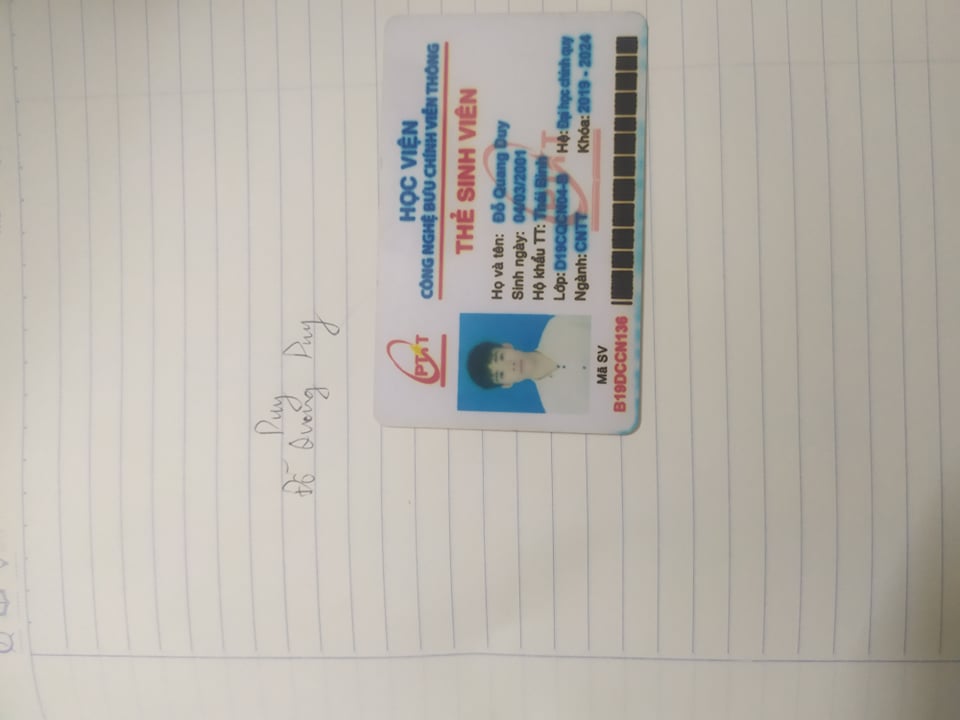 Duy
Đỗ Quang Duy
PTIT
HỌC VIỆN
CÔNG NGHỆ BƯU CHÍNH VIỄN THÔNG
THẺ SINH VIÊN
Họ và tên: Đỗ Quang Duy
Sinh ngày: 04/03/2001
Hộ khẩu TT: Thái Bình
Lớp: D19CQCN04-B Hệ: Đại học chính quy
Ngành: CNTT Khóa: 2019 - 2024
Mã SV
B19DCCN136